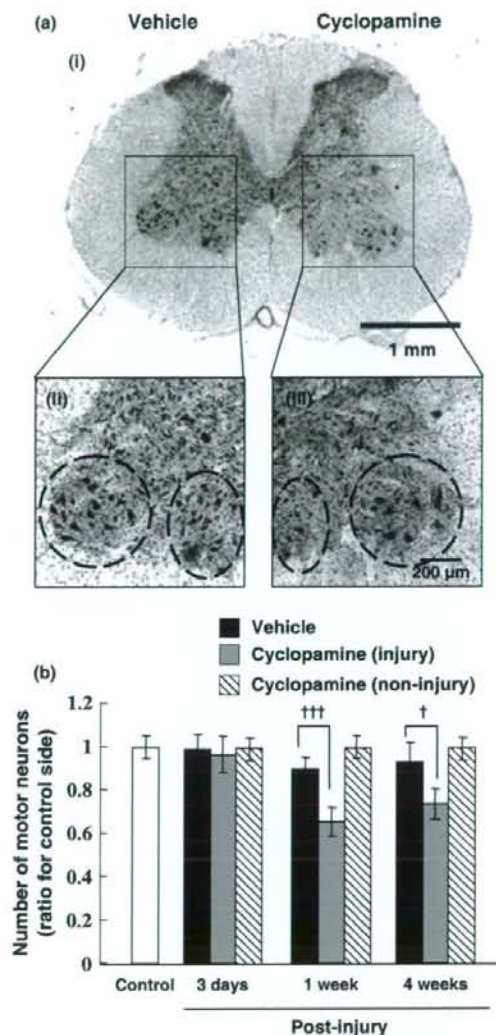 (a) Vehicle Cyclopamine
(i)
1 mm
(ii) (iii)
200 µm
Vehicle
Cyclopamine (injury)
Cyclopamine (non-injury)
(b)
Number of motor neurons
(ratio for control side)
1.2
1
0.8
0.6
0.4
0.2
0
†††
†
Control 3 days 1 week 4 weeks
Post-injury